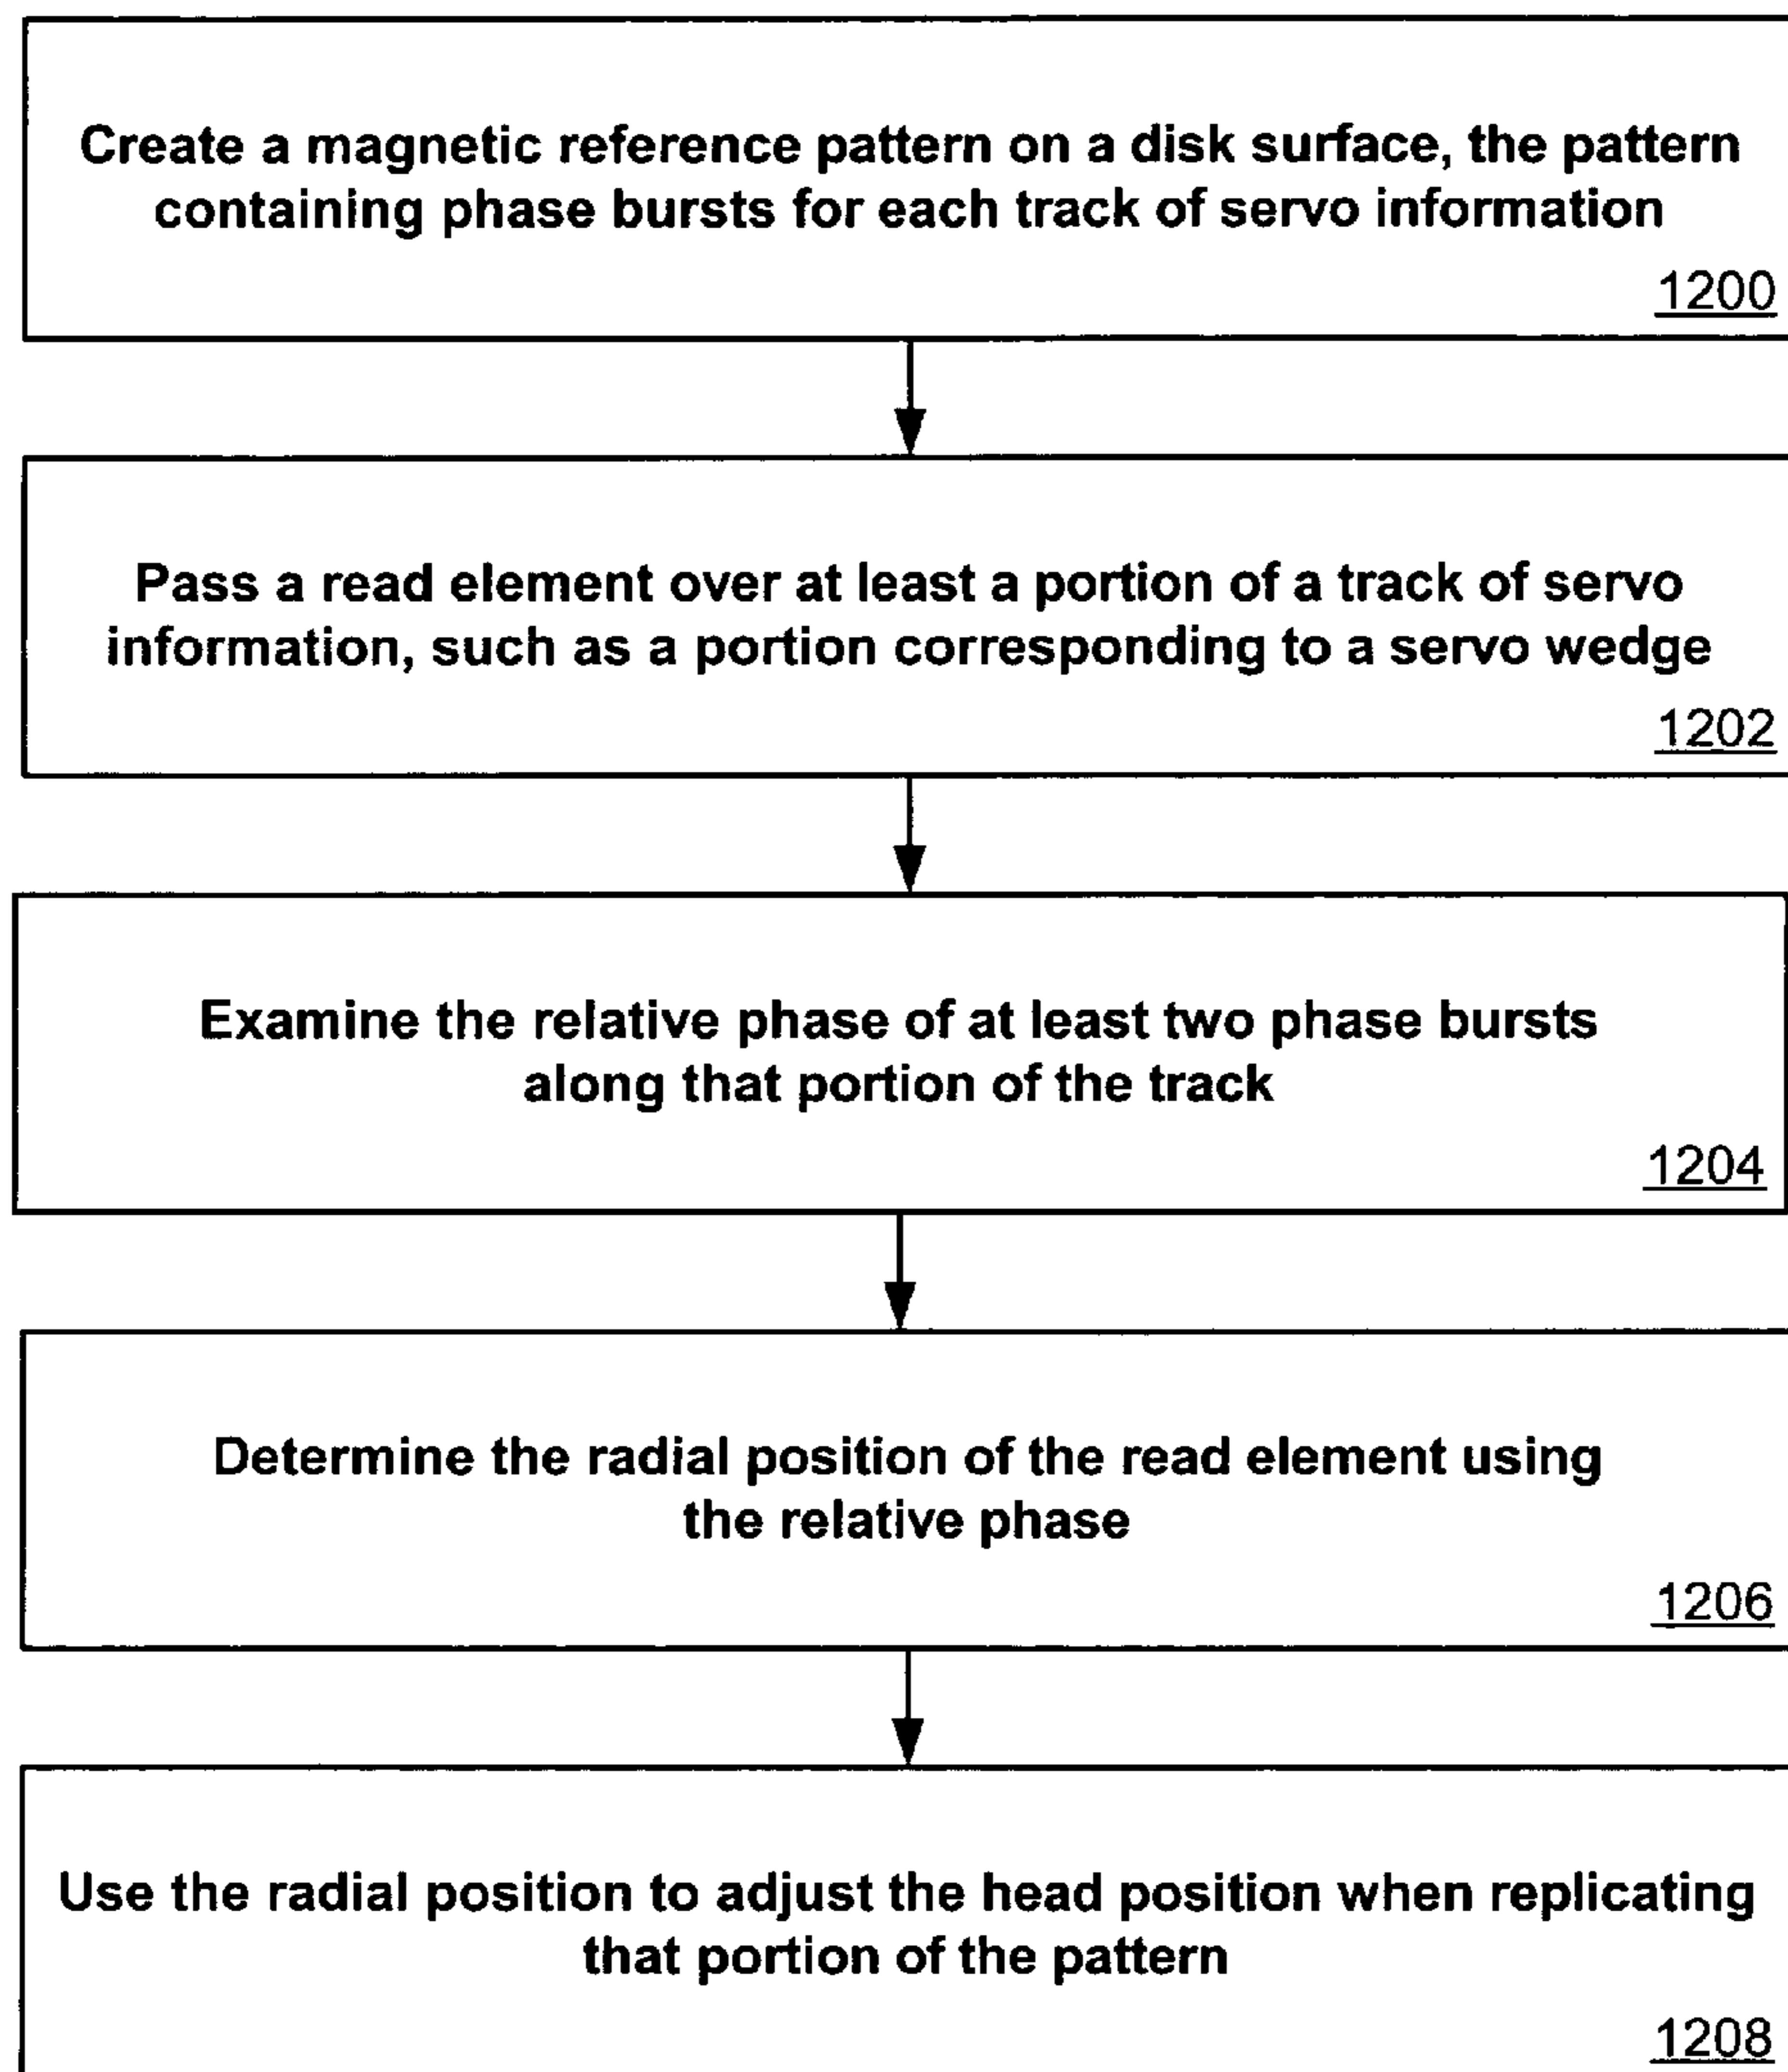 Create a magnetic reference pattern on a disk surface, the pattern
containing phase bursts for each track of servo information
1200
Pass a read element over at least a portion of a track of servo
information, such as a portion corresponding to a servo wedge
1202
Examine the relative phase of at least two phase bursts
along that portion of the track
1204
Determine the radial position of the read element using
the relative phase
1206
Use the radial position to adjust the head position when replicating
that portion of the pattern
1208